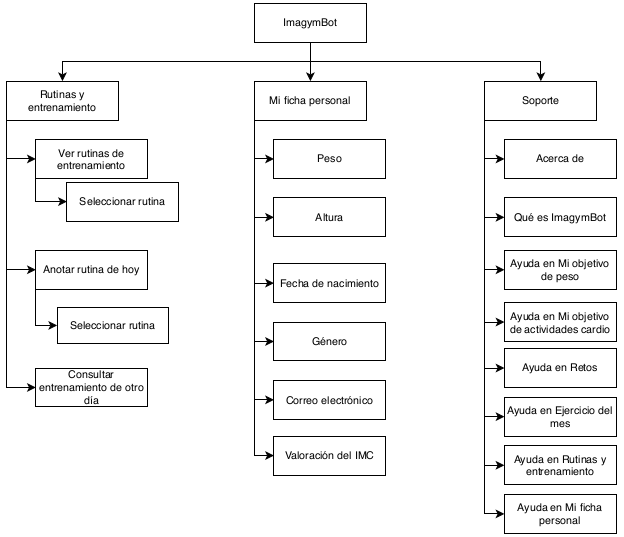 ImagymBot
Rutinas y
entrenamiento
Ver rutinas de
entrenamiento
Seleccionar rutina
Anotar rutina de hoy
Seleccionar rutina
Consultar
entrenamiento de otro
día
Mi ficha personal
Peso
Altura
Fecha de nacimiento
Género
Correo electrónico
Valoración del IMC
Soporte
Acerca de
Qué es ImagymBot
Ayuda en Mi objetivo
de peso
Ayuda en Mi objetivo
de actividades cardio
Ayuda en Retos
Ayuda en Ejercicio del
mes
Ayuda en Rutinas y
entrenamiento
Ayuda en Mi ficha
personal